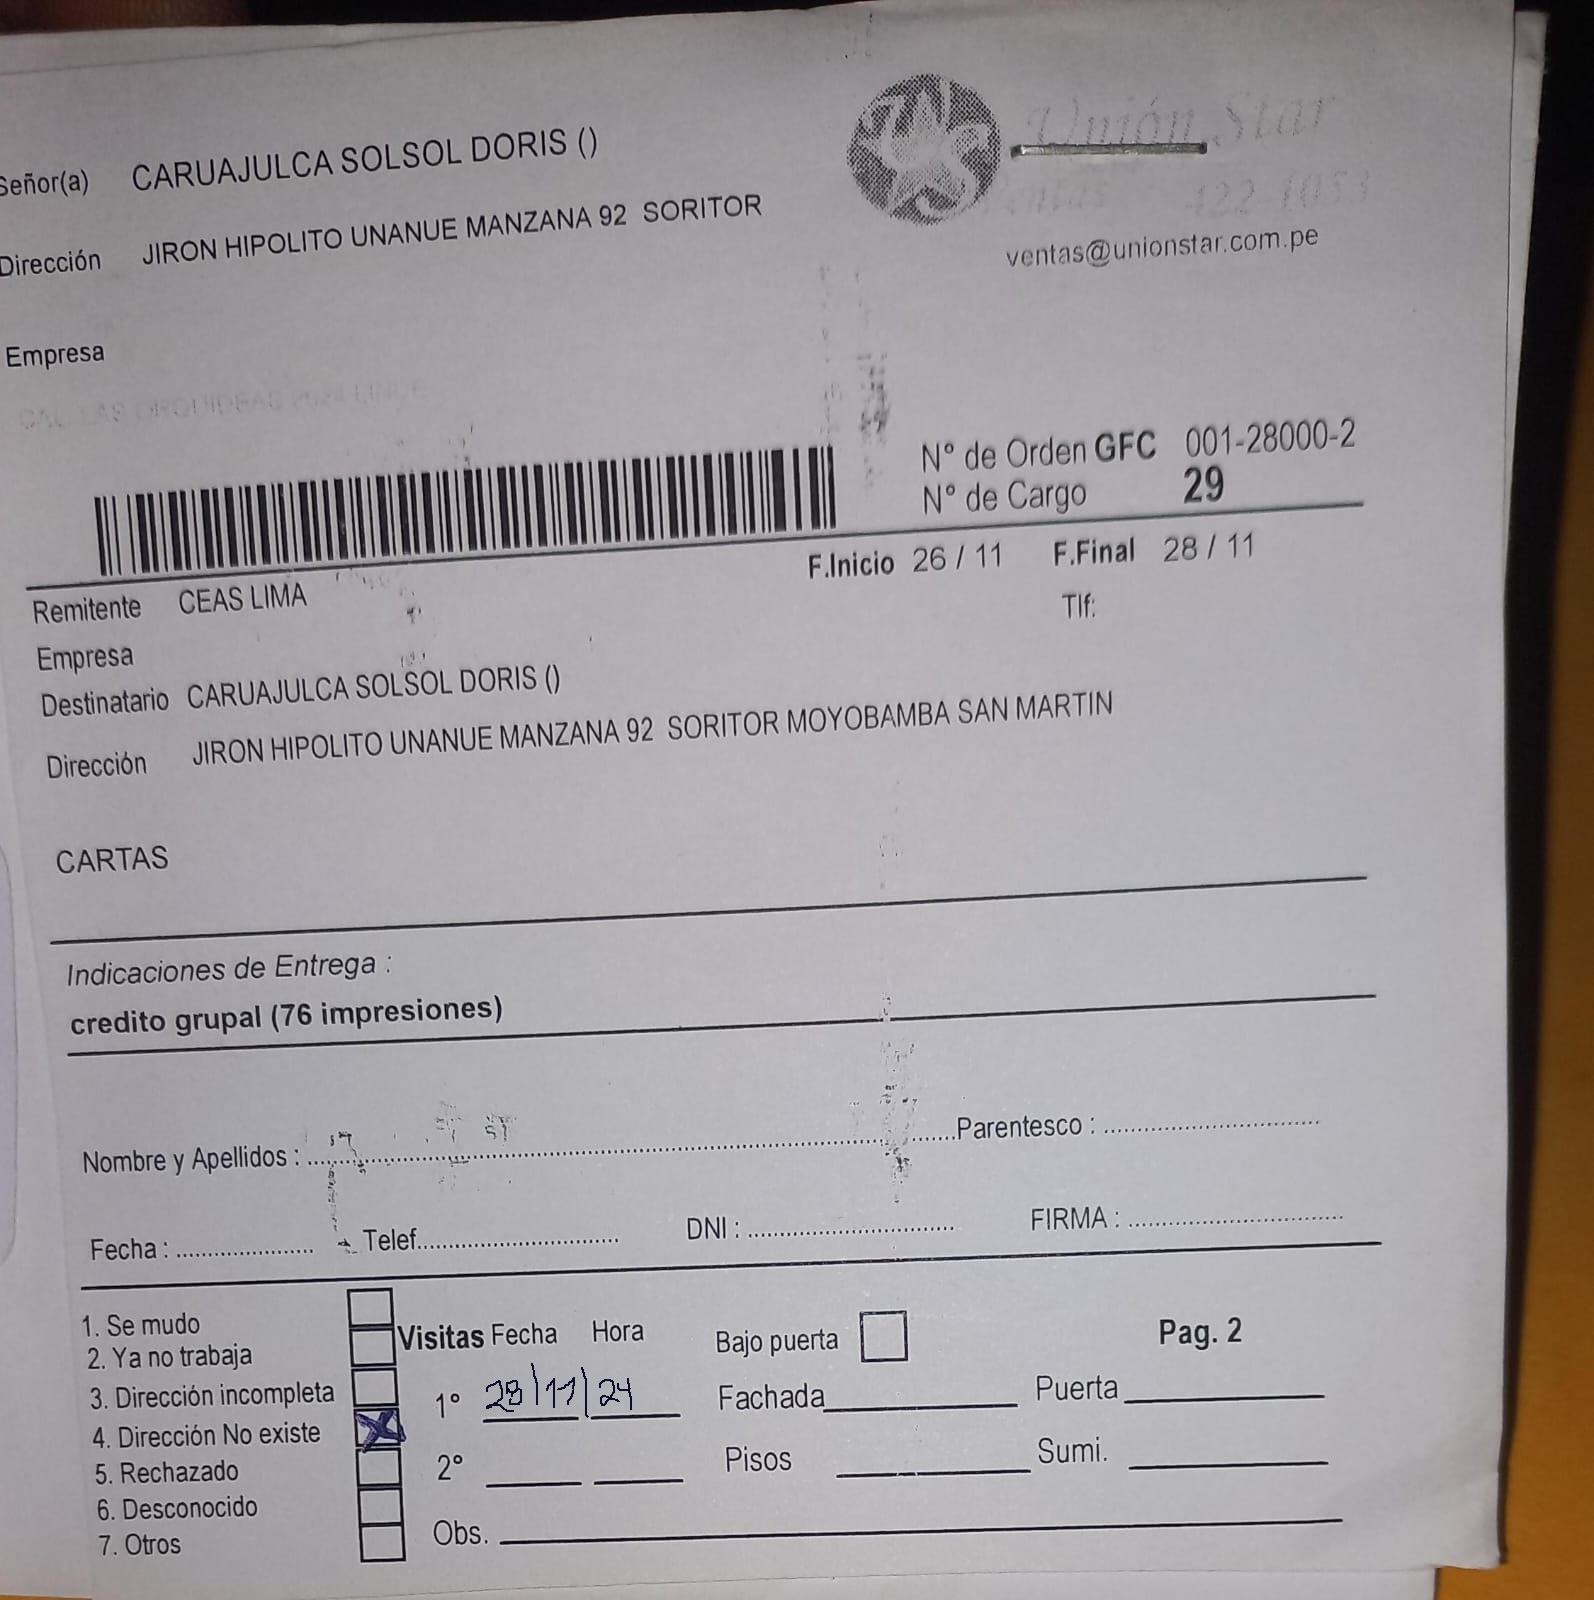 Señor(a) CARUAJULCA SOLSOL DORIS ()
Dirección JIRON HIPOLITO UNANUE MANZANA 92 SORITOR
Unión Star
Ventas 422-1053
ventas@unionstar.com.pe
Empresa
CAL. LAS ORQUIDEAS LINCE
N° de Orden GFC 001-28000-2
N° de Cargo 29
F.Inicio 26 / 11 F.Final 28 / 11
Remitente CEAS LIMA
Tlf:
Empresa
Destinatario CARUAJULCA SOLSOL DORIS ()
Dirección JIRON HIPOLITO UNANUE MANZANA 92 SORITOR MOYOBAMBA SAN MARTIN
CARTAS
Indicaciones de Entrega :
credito grupal (76 impresiones)
Nombre y Apellidos : Parentesco :
Fecha : Telef. DNI : FIRMA :
1. Se mudo
2. Ya no trabaja
3. Dirección incompleta
4. Dirección No existe X
5. Rechazado
6. Desconocido
7. Otros
Visitas Fecha Hora
1° 28/11/24
2°
Obs.
Bajo puerta
Fachada
Pisos
Pag. 2
Puerta
Sumi.